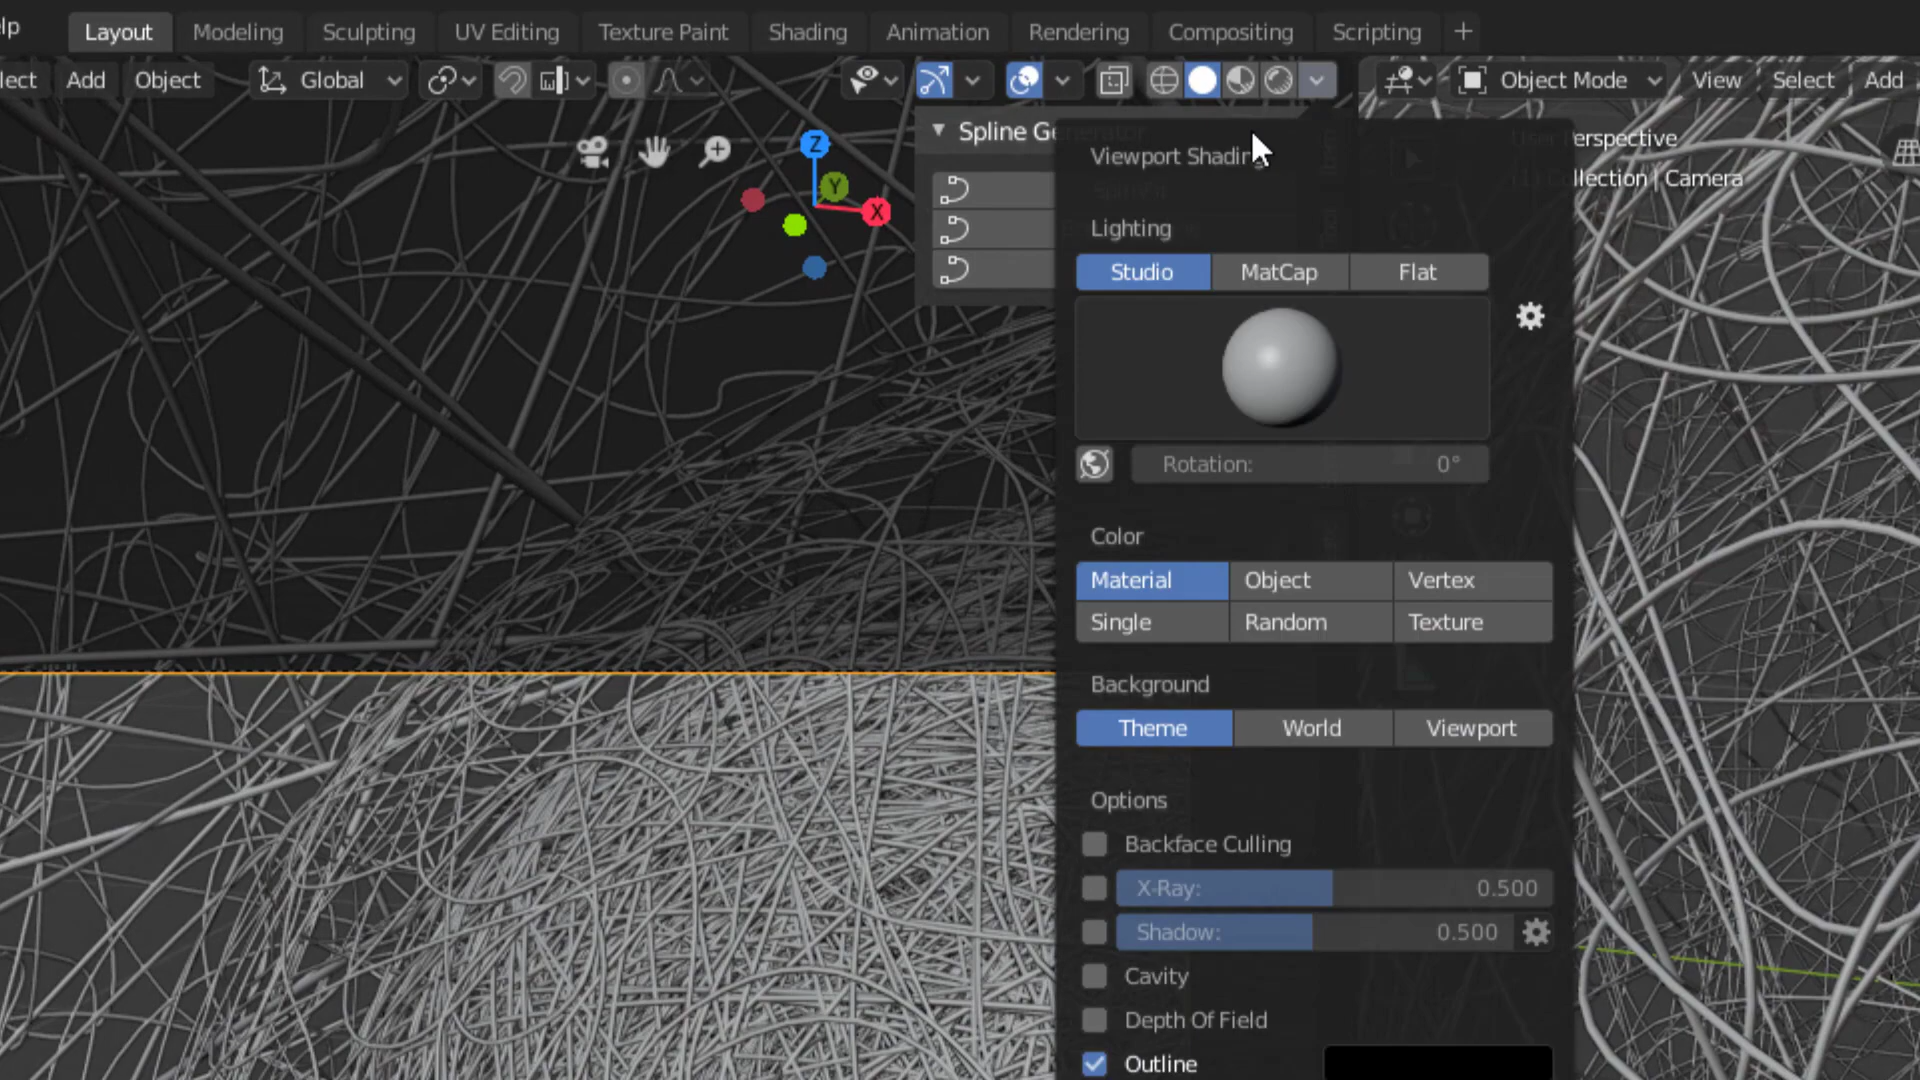 lp Layout Modeling Sculpting UV Editing Texture Paint Shading Animation Rendering Compositing Scripting +
lect Add Object Global Object Mode View Select Add
Spline Ge
Viewport Shadin
erspective
llection | Camera
Z
Y
X
Lighting
Studio MatCap Flat
Rotation: 0°
Color
Material Object Vertex
Single Random Texture
Background
Theme World Viewport
Options
Backface Culling
X-Ray: 0.500
Shadow: 0.500
Cavity
Depth Of Field
Outline